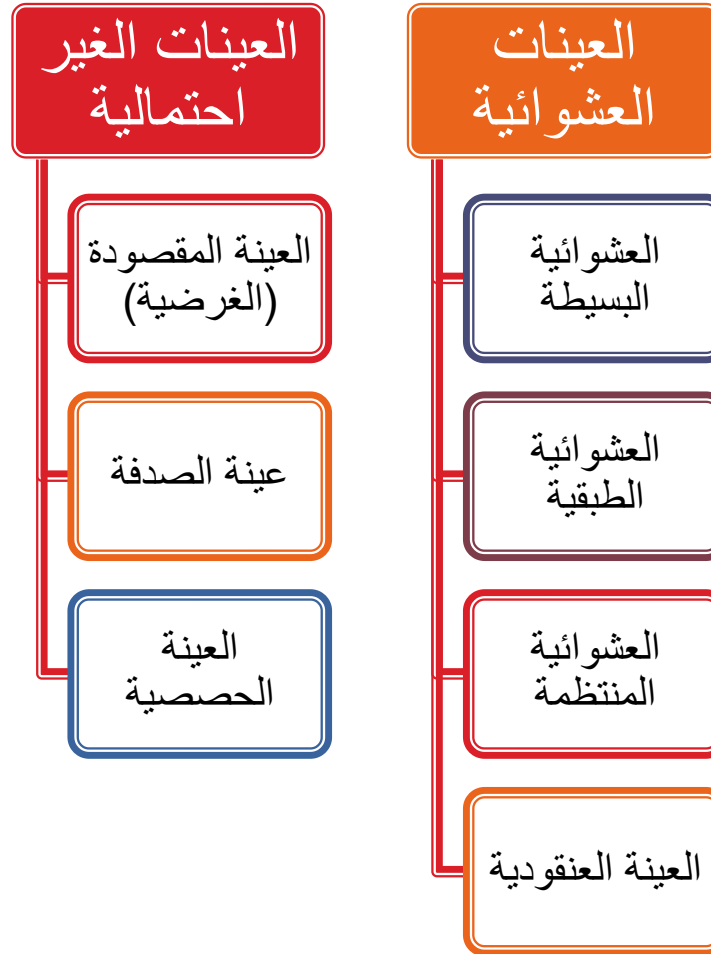 العينات
العشوائية
العشوائية
البسيطة
العشوائية
الطبقية
العشوائية
المنتظمة
العينة العنقودية
العينات الغير
احتمالية
العينة المقصودة
(الغرضية)
عينة الصدفة
العينة
الحصصية